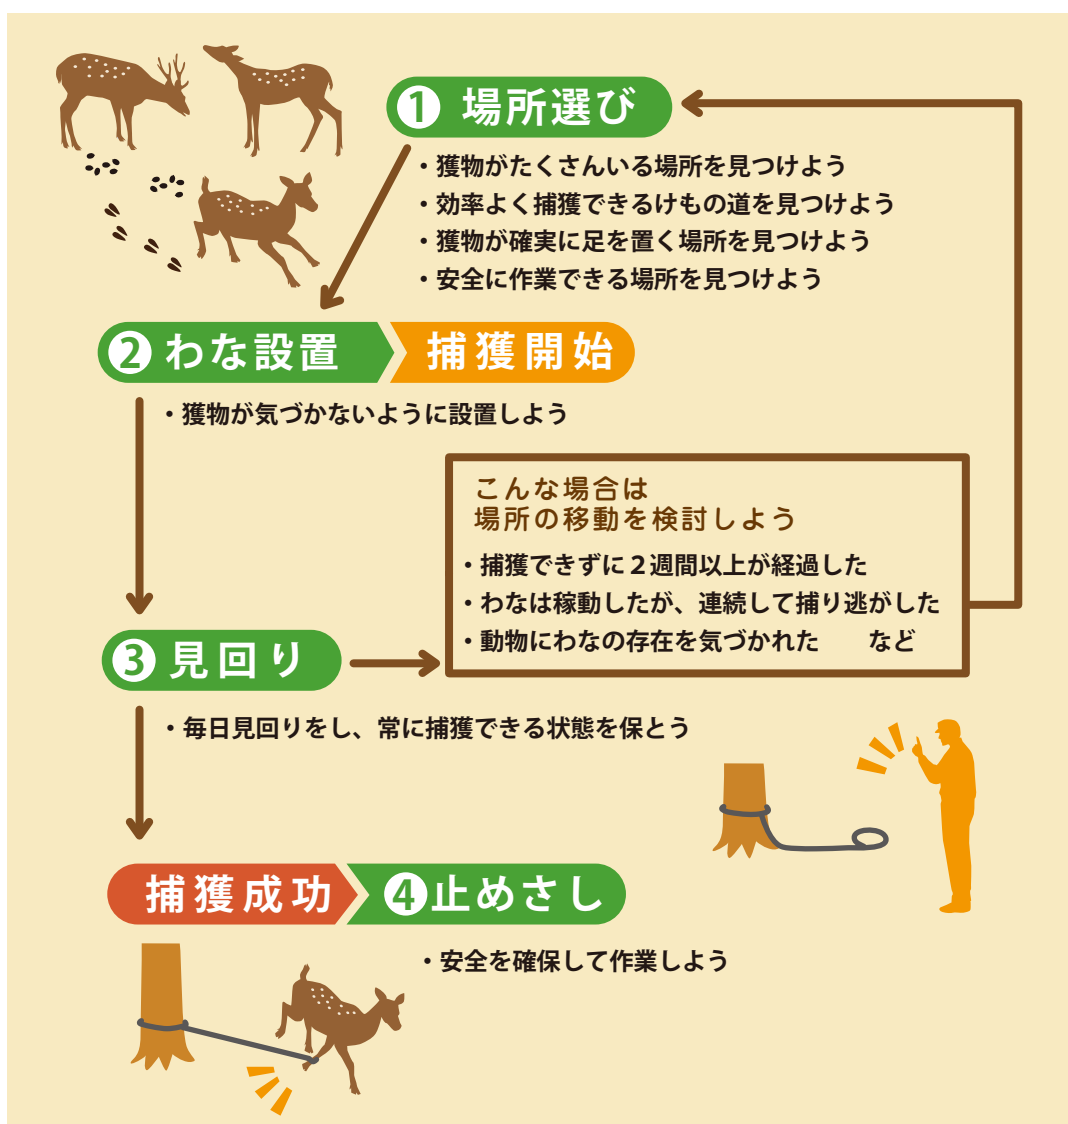 1 場所選び
・獲物がたくさんいる場所を見つけよう
・効率よく捕獲できるけもの道を見つけよう
・獲物が確実に足を置く場所を見つけよう
・安全に作業できる場所を見つけよう
2 わな設置 捕獲開始
・獲物が気づかないように設置しよう
こんな場合は
場所の移動を検討しよう
・捕獲できずに２週間以上が経過した
・わなは稼動したが、連続して捕り逃がした
・動物にわなの存在を気づかれた　　など
3 見回り
・毎日見回りをし、常に捕獲できる状態を保とう
捕獲成功 4 止めさし
・安全を確保して作業しよう